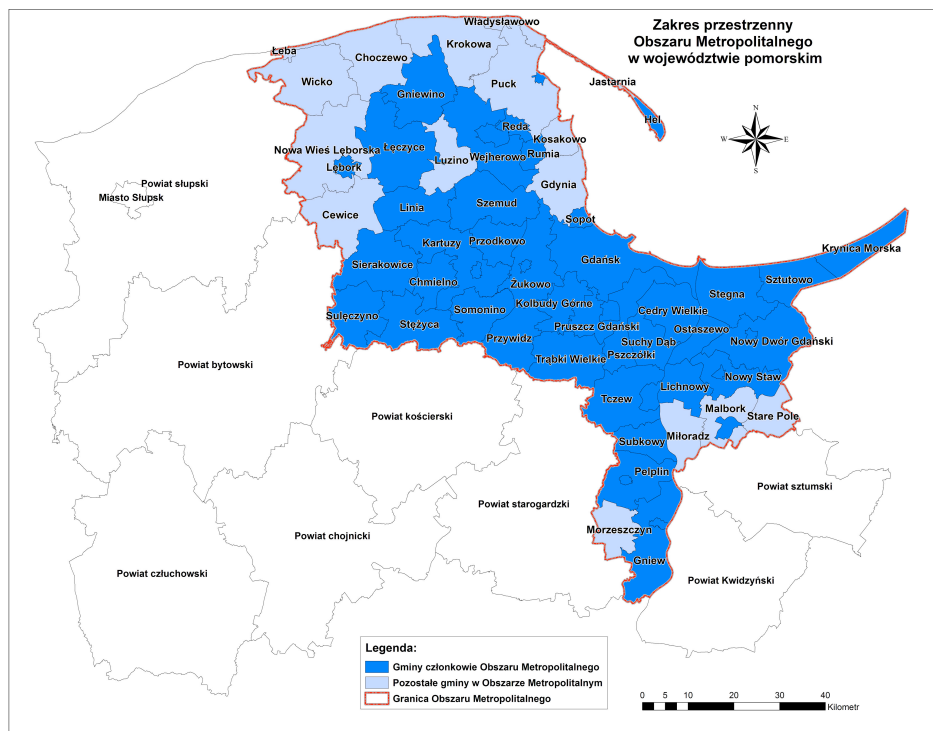 Zakres przestrzenny
Obszaru Metropolitalnego
w województwie pomorskim
Władysławowo
Łeba
Choczewo
Krokowa
Wicko
Puck
Jastarnia
Gniewino
Hel
N
W
E
S
Reda
Kosakowo
Nowa Wieś Lęborska
Łęczyce
Luzino
Wejherowo
Rumia
Lębork
Gdynia
Powiat słupski
Miasto Słupsk
Cewice
Linia
Szemud
Sopot
Kartuzy
Przodkowo
Krynica Morska
Sierakowice
Gdańsk
Chmielno
Żukowo
Sztutowo
Stegna
Sulęczyno
Stężyca
Somonino
Kolbudy Górne
Cedry Wielkie
Pruszcz Gdański
Ostaszewo
Przywidz
Suchy Dąb
Nowy Dwór Gdański
Pszczółki
Trąbki Wielkie
Powiat bytowski
Nowy Staw
Lichnowy
Tczew
Malbork
Stare Pole
Powiat kościerski
Miłoradz
Subkowy
Pelplin
Powiat sztumski
Powiat starogardzki
Morzeszczyn
Powiat chojnicki
Gniew
Powiat człuchowski
Powiat Kwidzyński
Legenda:
Gminy członkowie Obszaru Metropolitalnego
Pozostałe gminy w Obszarze Metropolitalnym
Granica Obszaru Metropolitalnego
0 5 10 20 30 40
Kilometr